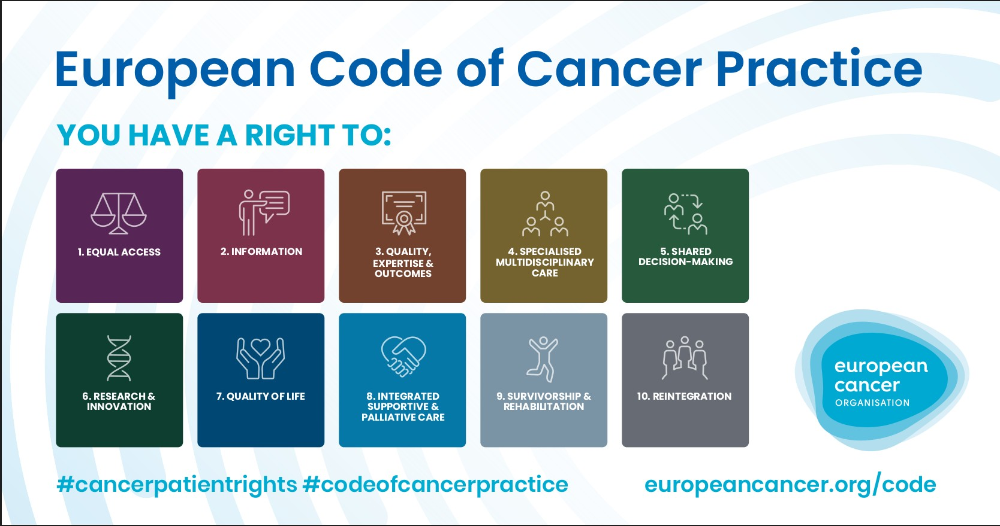 European Code of Cancer Practice
YOU HAVE A RIGHT TO:
1. EQUAL ACCESS
2. INFORMATION
3. QUALITY,
EXPERTISE &
OUTCOMES
4. SPECIALISED
MULTIDISCIPLINARY
CARE
5. SHARED
DECISION-MAKING
6. RESEARCH &
INNOVATION
7. QUALITY OF LIFE
8. INTEGRATED
SUPPORTIVE &
PALLIATIVE CARE
9. SURVIVORSHIP &
REHABILITATION
10. REINTEGRATION
european
cancer
ORGANISATION
#cancerpatientrights #codeofcancerpractice
europeancancer.org/code